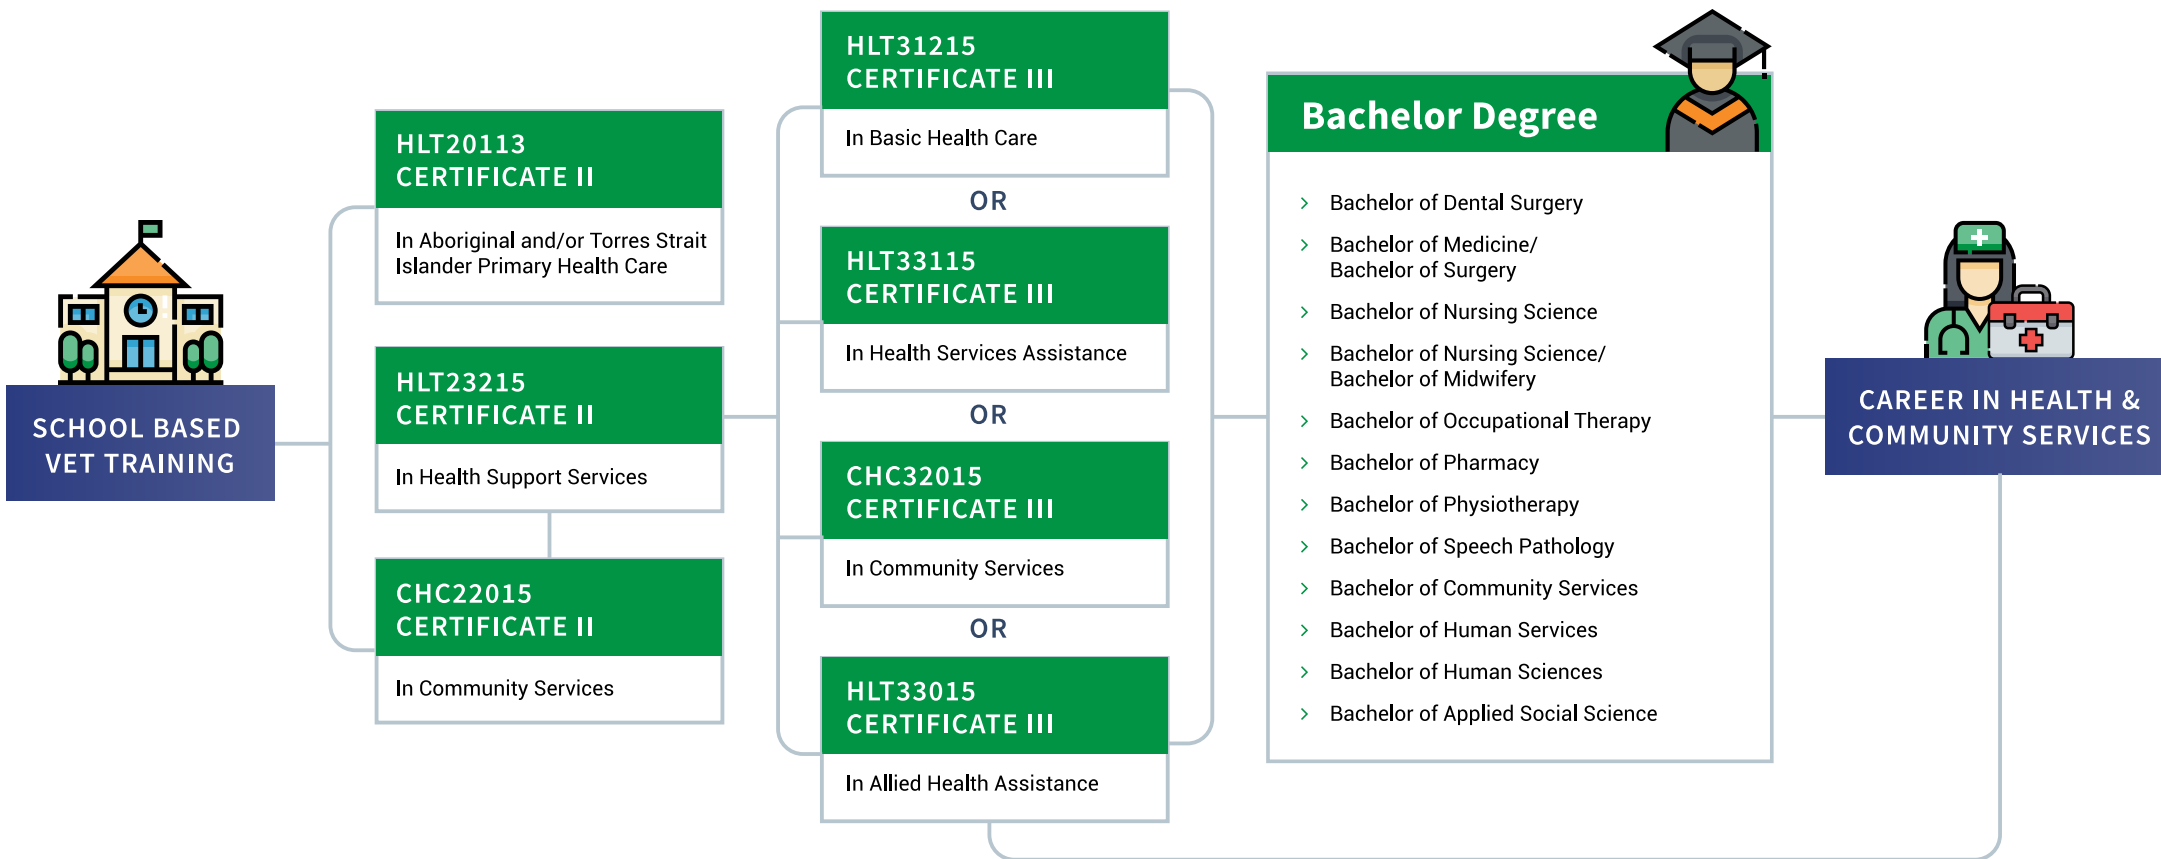 SCHOOL BASED
VET TRAINING
HLT20113
CERTIFICATE II
In Aboriginal and/or Torres Strait
Islander Primary Health Care
HLT23215
CERTIFICATE II
In Health Support Services
CHC22015
CERTIFICATE II
In Community Services
HLT31215
CERTIFICATE III
In Basic Health Care
OR
HLT33115
CERTIFICATE III
In Health Services Assistance
OR
CHC32015
CERTIFICATE III
In Community Services
OR
HLT33015
CERTIFICATE III
In Allied Health Assistance
Bachelor Degree
Bachelor of Dental Surgery
Bachelor of Medicine/
Bachelor of Surgery
Bachelor of Nursing Science
Bachelor of Nursing Science/
Bachelor of Midwifery
Bachelor of Occupational Therapy
Bachelor of Pharmacy
Bachelor of Physiotherapy
Bachelor of Speech Pathology
Bachelor of Community Services
Bachelor of Human Services
Bachelor of Human Sciences
Bachelor of Applied Social Science
CAREER IN HEALTH &
COMMUNITY SERVICES